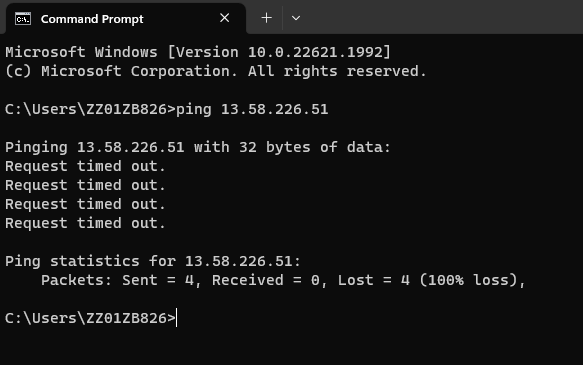 Command Prompt
Microsoft Windows [Version 10.0.22621.1992]
(c) Microsoft Corporation. All rights reserved.
C:\Users\ZZ01ZB826>ping 13.58.226.51
Pinging 13.58.226.51 with 32 bytes of data:
Request timed out.
Request timed out.
Request timed out.
Request timed out.
Ping statistics for 13.58.226.51:
    Packets: Sent = 4, Received = 0, Lost = 4 (100% loss),
C:\Users\ZZ01ZB826>